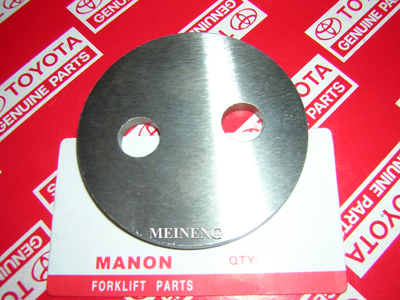 TOYOTA
GENUINE PARTS
TOYOTA
GENUINE PARTS
TOYOTA
GENUINE PARTS
MEINENG
MANON QTY:
FORKLIFT PARTS